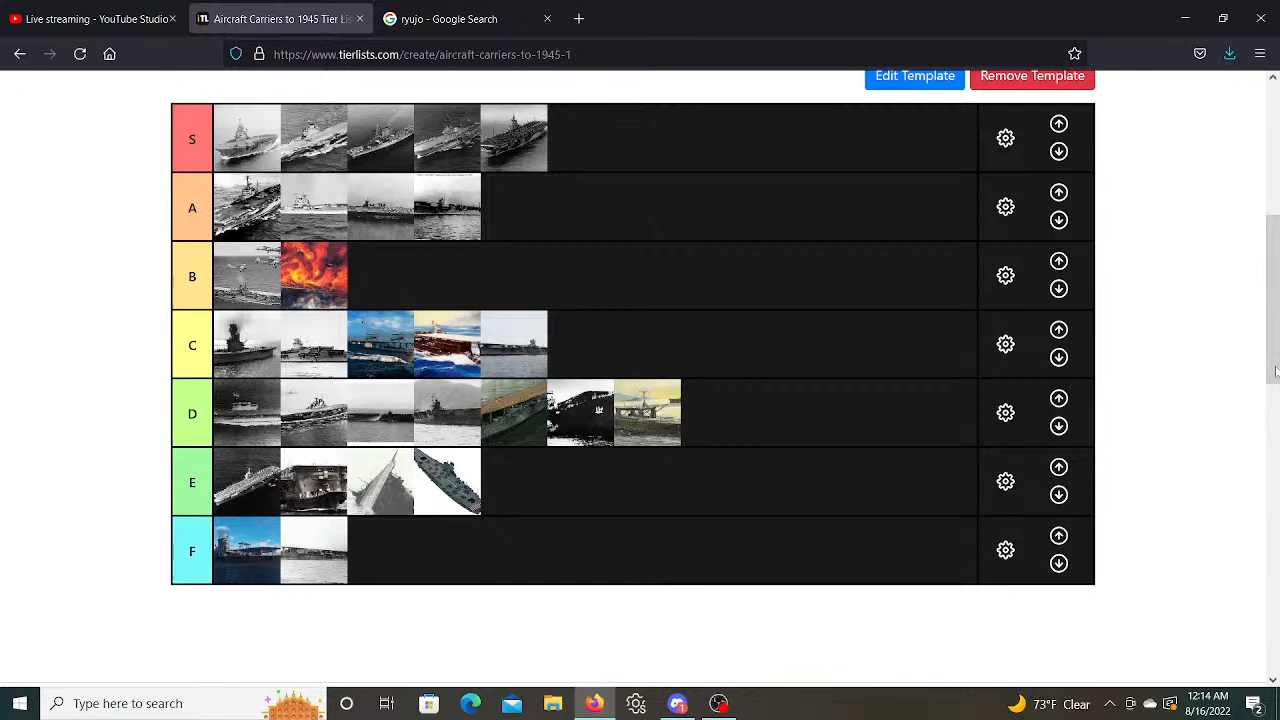 Live streaming - YouTube Studio
Aircraft Carriers to 1945 Tier Li
ryujo - Google Search
https://www.tierlists.com/create/aircraft-carriers-to-1945-1
Edit Template
Remove Template
S
A
B
C
D
E
F
Type here to search
73°F Clear
12:14 AM
8/16/2022
2